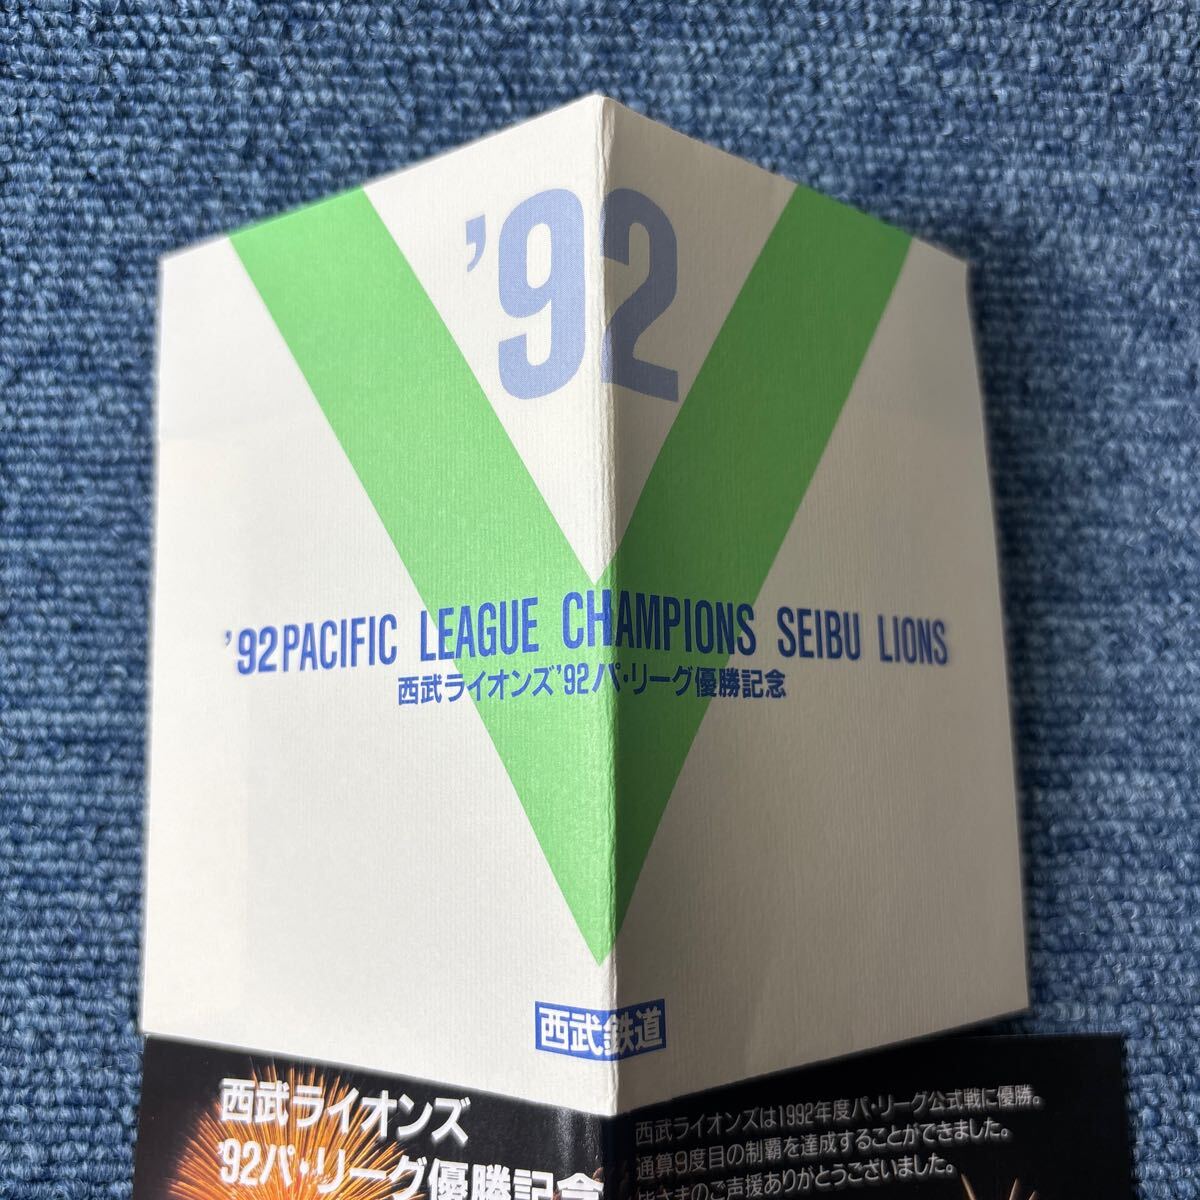 '92
'92 PACIFIC LEAGUE CHAMPIONS SEIBU LIONS
西武ライオンズ'92パ・リーグ優勝記念
西武鉄道
西武ライオンズ
'92パ・リーグ優勝記念
西武ライオンズは1992年度パ・リーグ公式戦に優勝。
通算9度目の制覇を達成することができました。
皆さまのご声援ありがとうございました。